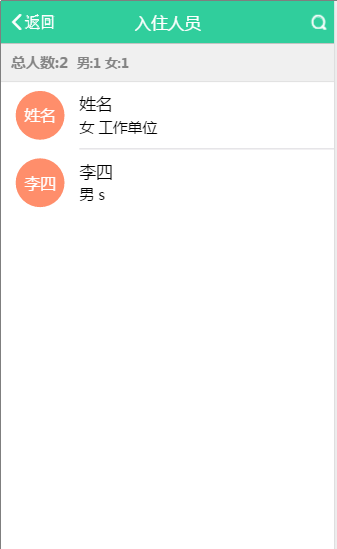 返回 入住人员
总人数:2 男:1 女:1
姓名 姓名
女 工作单位
李四 李四
男 s